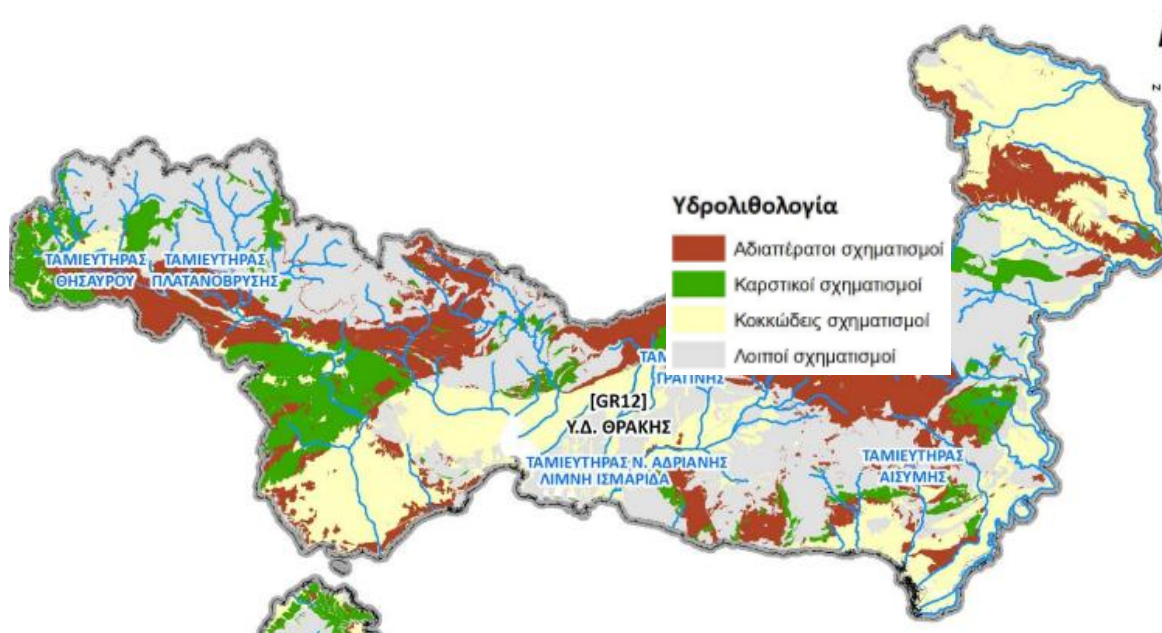 Υδρολιθολογία
Αδιαπέρατοι σχηματισμοί
Καρστικοί σχηματισμοί
Κοκκώδεις σχηματισμοί
Λοιποί σχηματισμοί
ΤΑΜΙΕΥΤΗΡΑΣ
ΘΗΣΑΥΡΟΥ
ΤΑΜΙΕΥΤΗΡΑΣ
ΠΛΑΤΑΝΟΒΡΥΣΗΣ
ΓΡΑΤΙΝΗΣ
[GR12]
Υ.Δ. ΘΡΑΚΗΣ
ΤΑΜΙΕΥΤΗΡΑΣ Ν. ΑΔΡΙΑΝΗΣ
ΛΙΜΝΗ ΙΣΜΑΡΙΔΑ
ΤΑΜΙΕΥΤΗΡΑΣ
ΑΙΣΥΜΗΣ